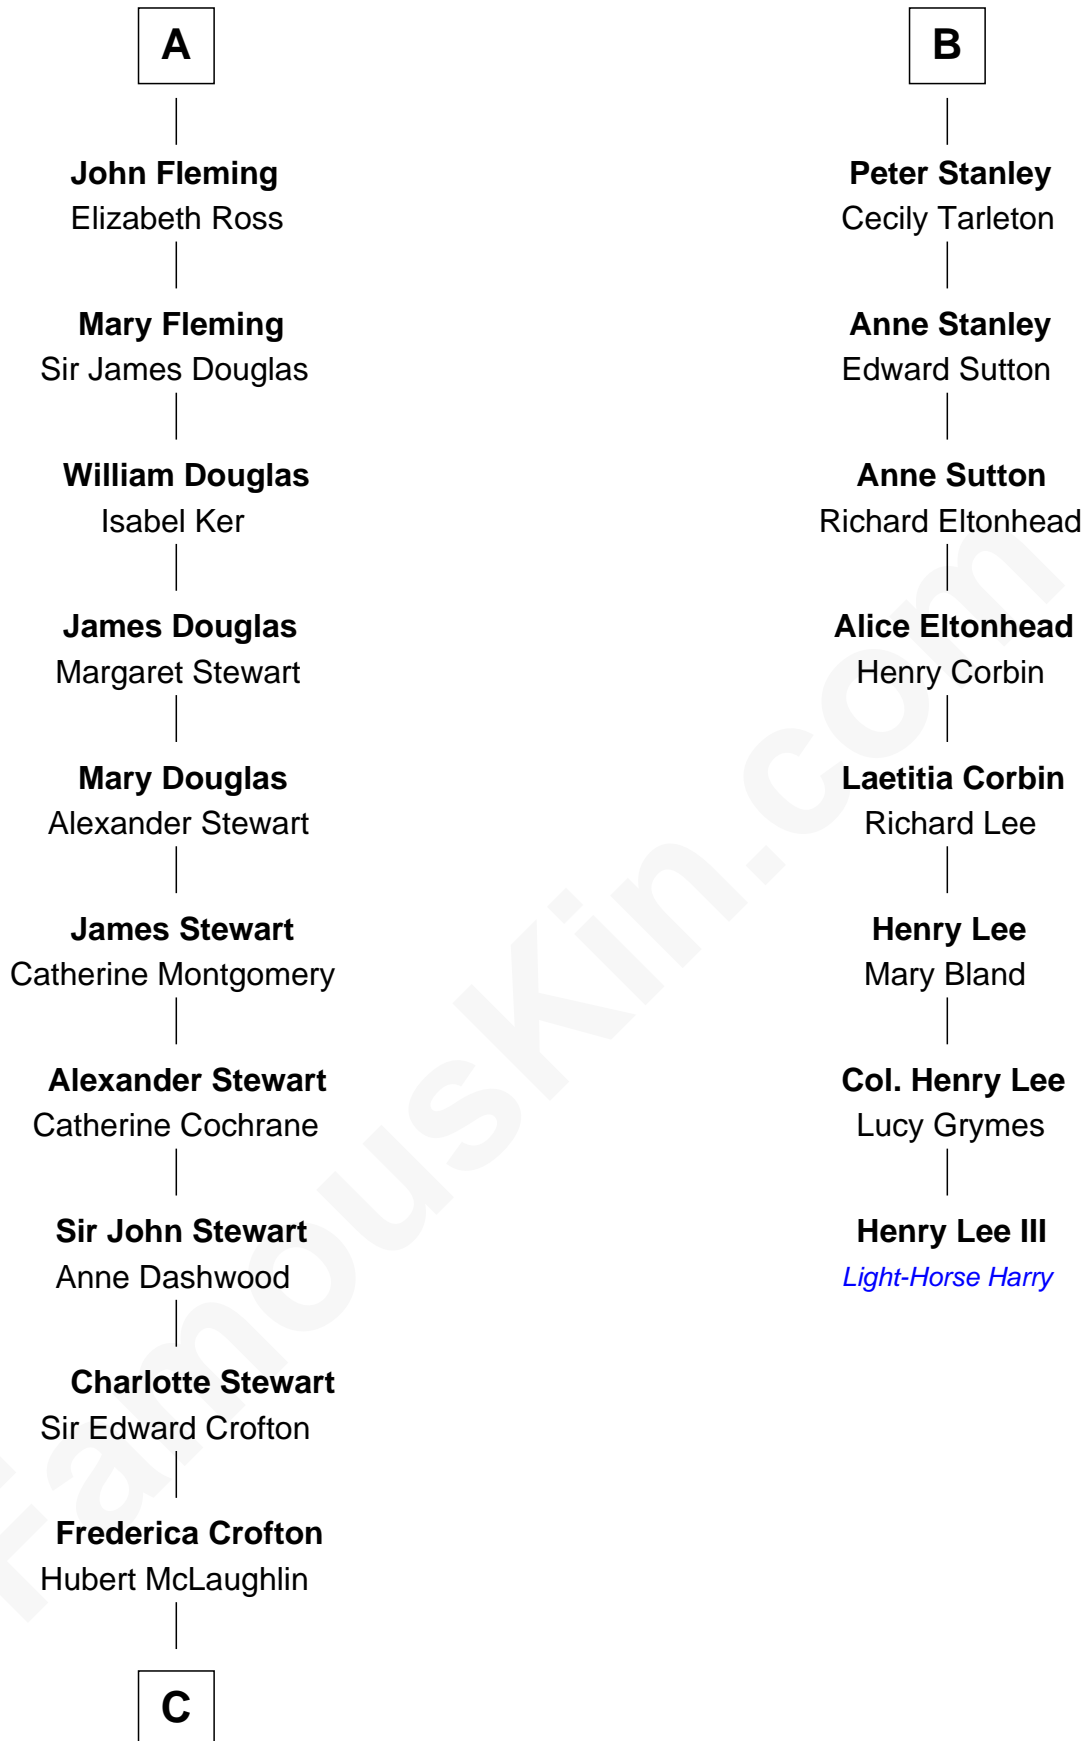 A
John Fleming
Elizabeth Ross
Mary Fleming
Sir James Douglas
William Douglas
Isabel Ker
James Douglas
Margaret Stewart
Mary Douglas
Alexander Stewart
James Stewart
Catherine Montgomery
Alexander Stewart
Catherine Cochrane
Sir John Stewart
Anne Dashwood
Charlotte Stewart
Sir Edward Crofton
Frederica Crofton
Hubert McLaughlin
C
B
Peter Stanley
Cecily Tarleton
Anne Stanley
Edward Sutton
Anne Sutton
Richard Eltonhead
Alice Eltonhead
Henry Corbin
Laetitia Corbin
Richard Lee
Henry Lee
Mary Bland
Col. Henry Lee
Lucy Grymes
Henry Lee III
Light-Horse Harry
FamousKin.com